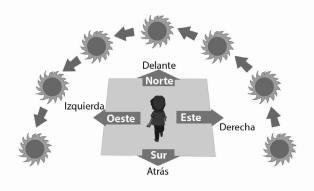 Delante
Norte
Izquierda
Oeste
Este
Derecha
Sur
Atrás